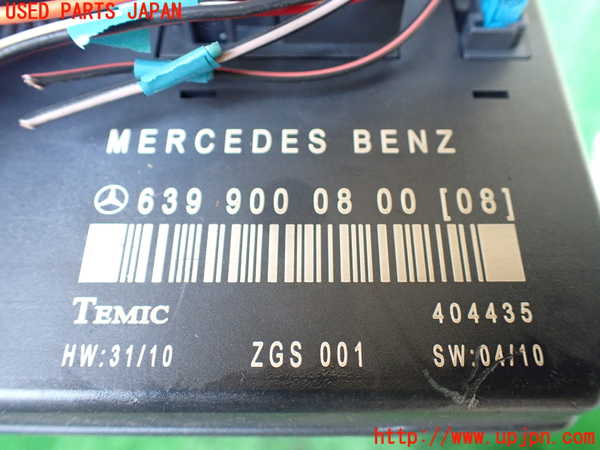 USED PARTS JAPAN
MERCEDES BENZ
639 900 08 00 [08]
TEMIC 404435
HW:31/10 ZGS 001 SW:04/10
http://www.upjpn.com/